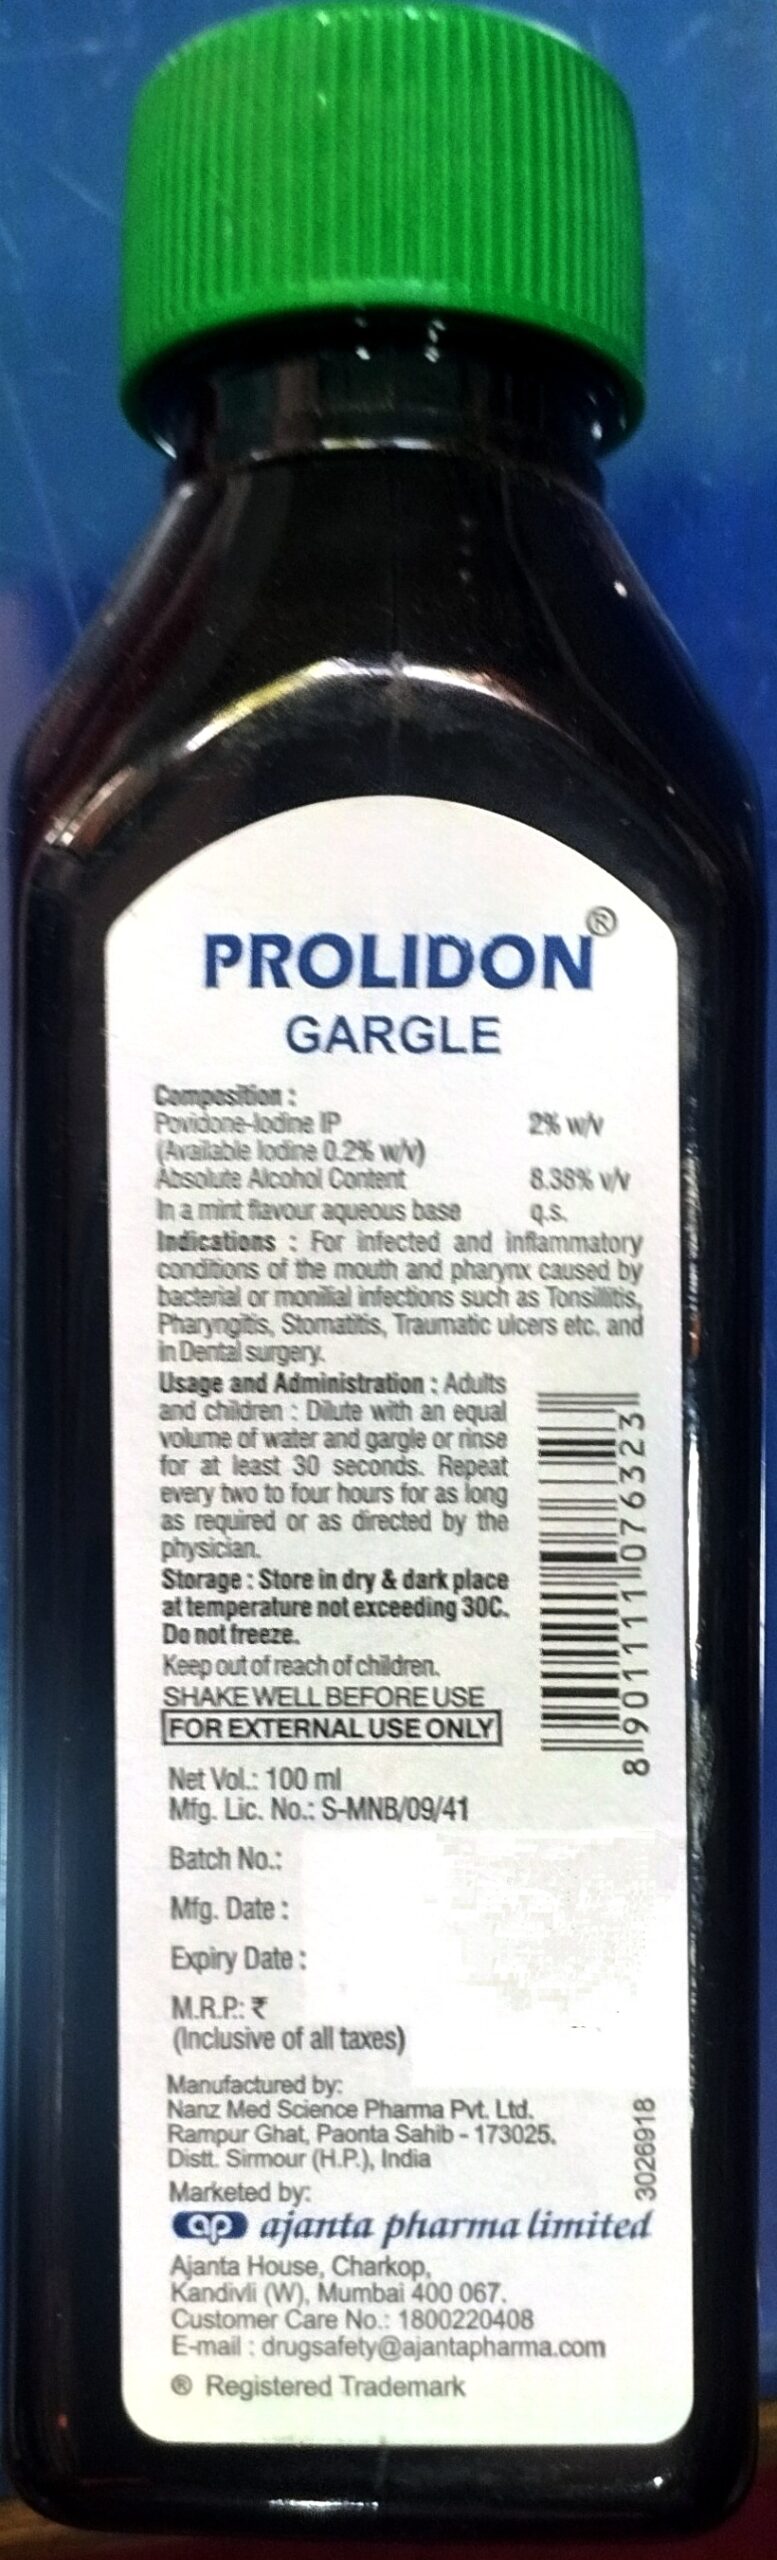 PROLIDON®
GARGLE
Composition :
Povidone-Iodine IP 2% w/v
(Available Iodine 0.2% w/v)
Absolute Alcohol Content 8.38% v/v
In a mint flavour aqueous base q.s.
Indications : For infected and inflammatory
conditions of the mouth and pharynx caused by
bacterial or monilial infections such as Tonsillitis,
Pharyngitis, Stomatitis, Traumatic ulcers etc. and
in Dental surgery.
Usage and Administration : Adults
and children : Dilute with an equal
volume of water and gargle or rinse
for at least 30 seconds. Repeat
every two to four hours for as long
as required or as directed by the
physician.
Storage : Store in dry & dark place
at temperature not exceeding 30C.
Do not freeze.
Keep out of reach of children.
SHAKE WELL BEFORE USE
FOR EXTERNAL USE ONLY
8 901111 076323
Net Vol.: 100 ml
Mfg. Lic. No.: S-MNB/09/41
Batch No.:
Mfg. Date :
Expiry Date :
M.R.P.: ₹
(Inclusive of all taxes)
Manufactured by:
Nanz Med Science Pharma Pvt. Ltd.
Rampur Ghat, Paonta Sahib - 173025.
Distt. Sirmour (H.P.), India
3026918
Marketed by:
ap ajanta pharma limited
Ajanta House, Charkop,
Kandivli (W), Mumbai 400 067.
Customer Care No.: 1800220408
E-mail : drugsafety@ajantapharma.com
® Registered Trademark